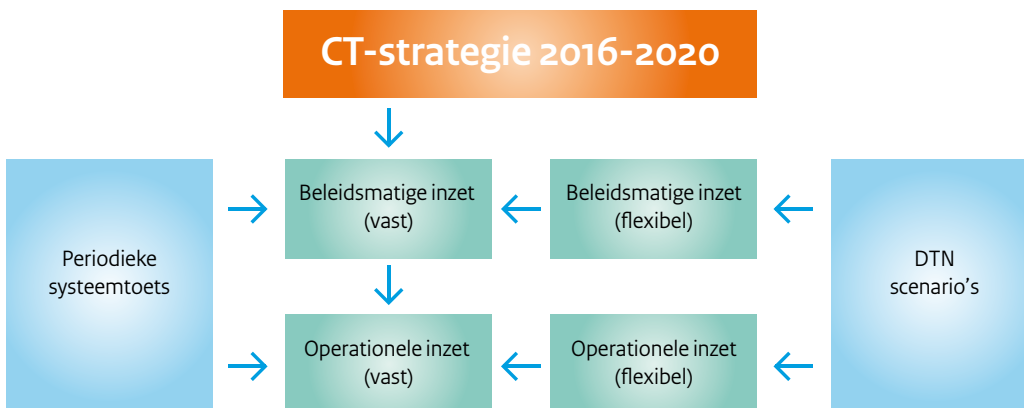 CT-strategie 2016-2020
Periodieke
systeemtoets
Beleidsmatige inzet
(vast)
Beleidsmatige inzet
(flexibel)
DTN
scenario's
Operationele inzet
(vast)
Operationele inzet
(flexibel)